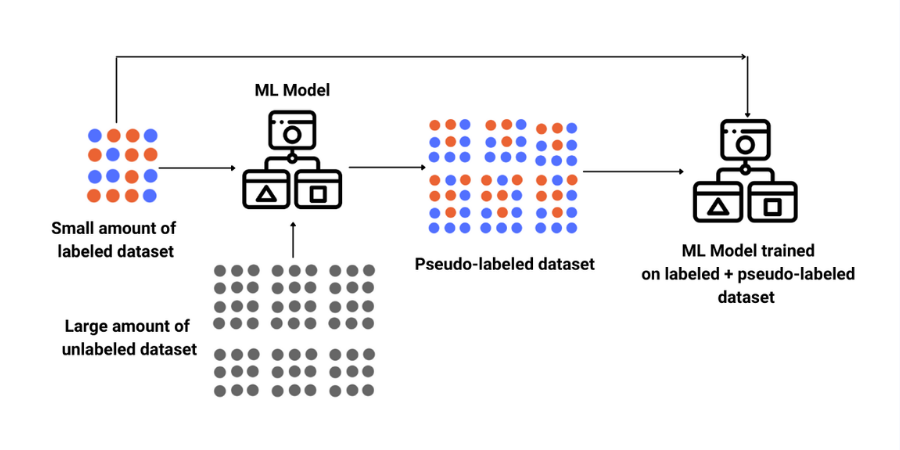 ML Model
Small amount of
labeled dataset
Pseudo-labeled dataset
ML Model trained
on labeled + pseudo-labeled
dataset
Large amount of
unlabeled dataset